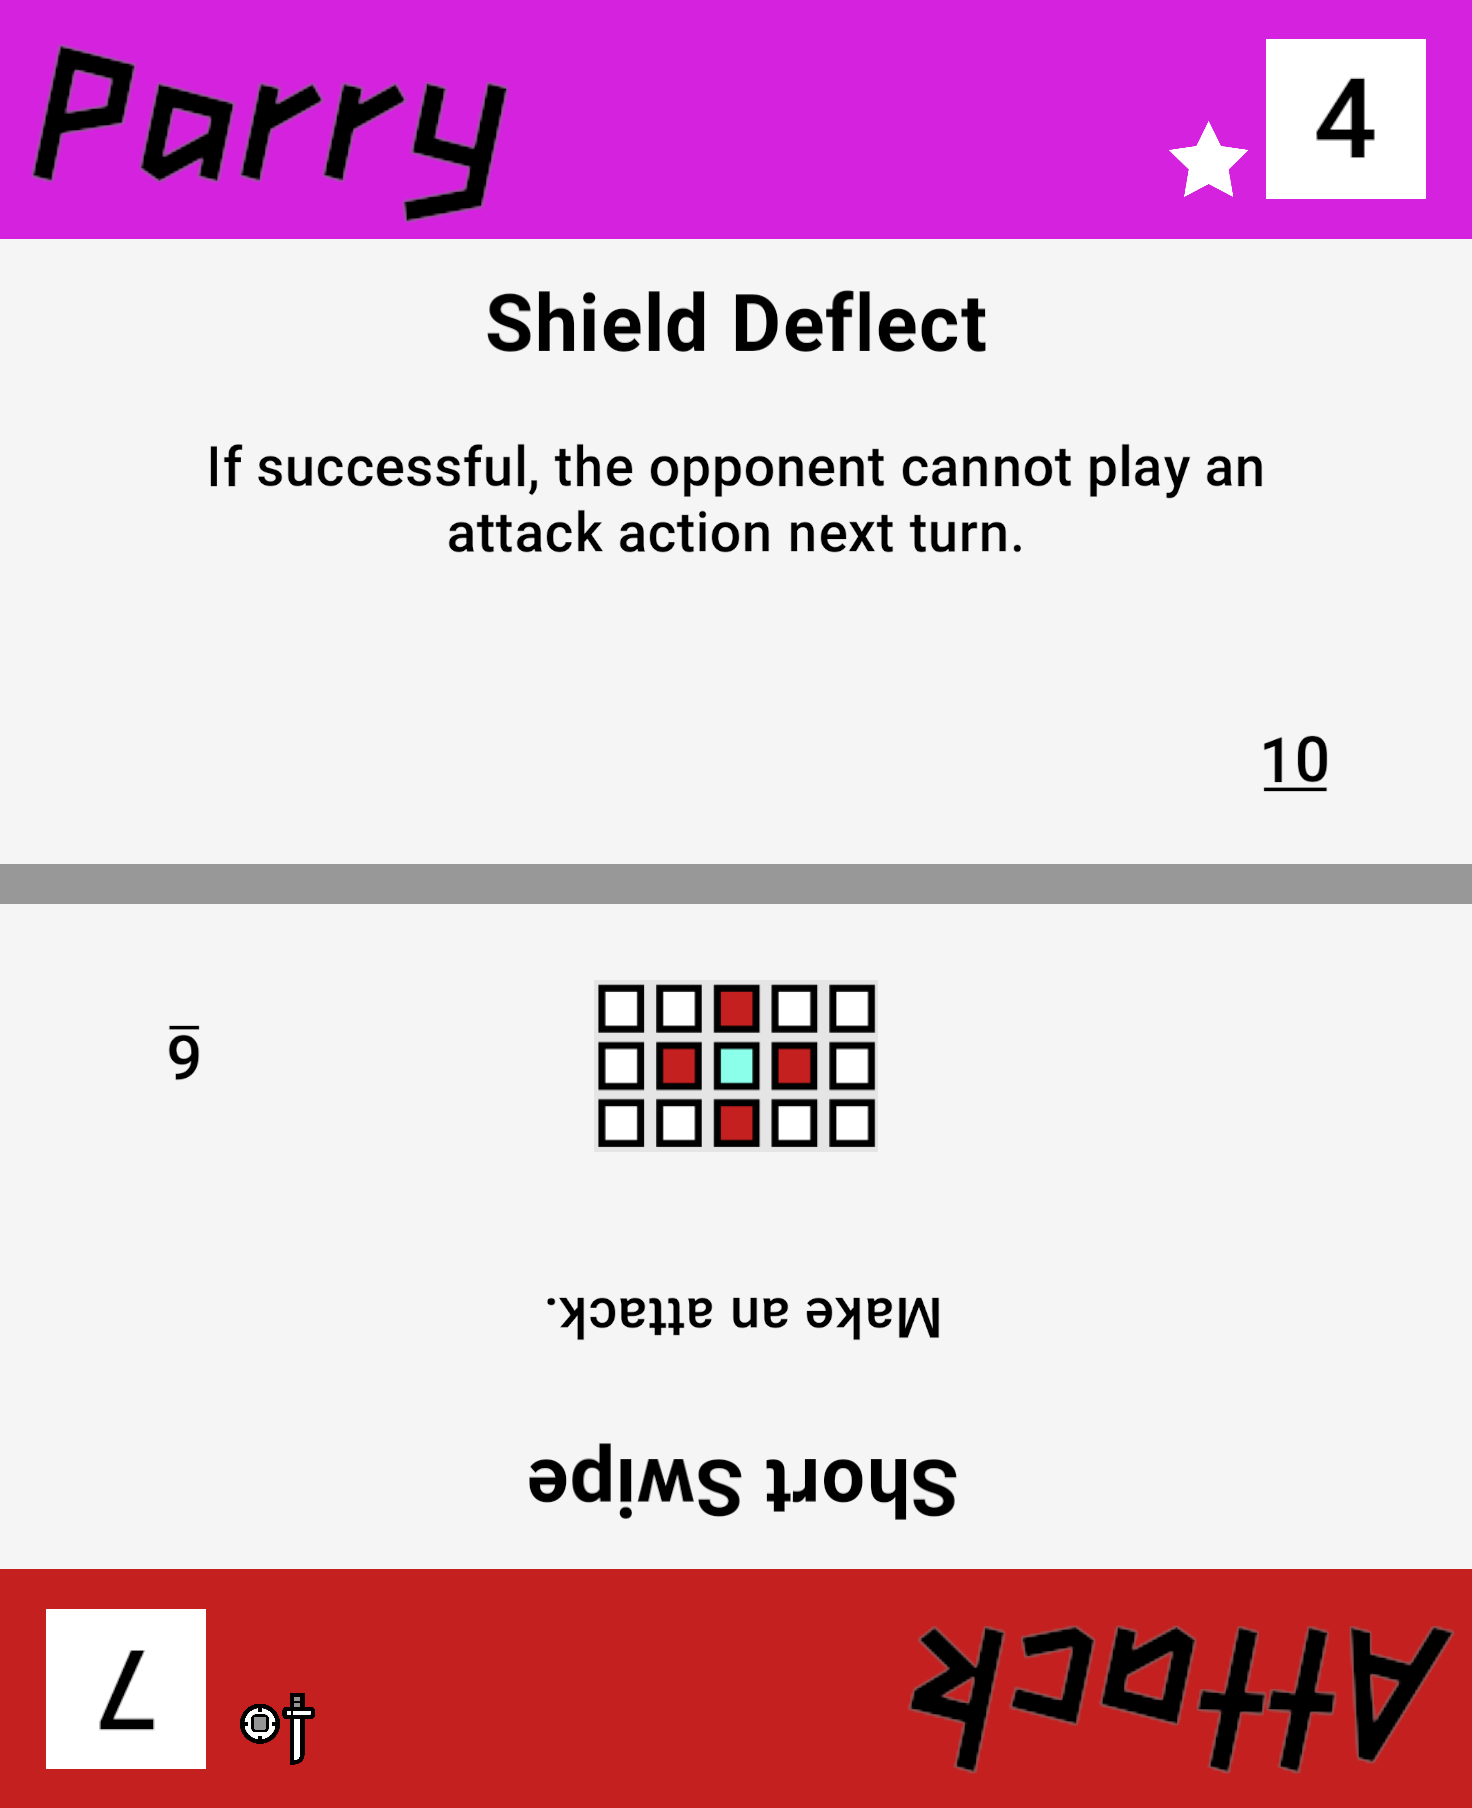 Parry
4
Shield Deflect
If successful, the opponent cannot play an
attack action next turn.
10
Attack
7
Short Swipe
Make an attack.
6